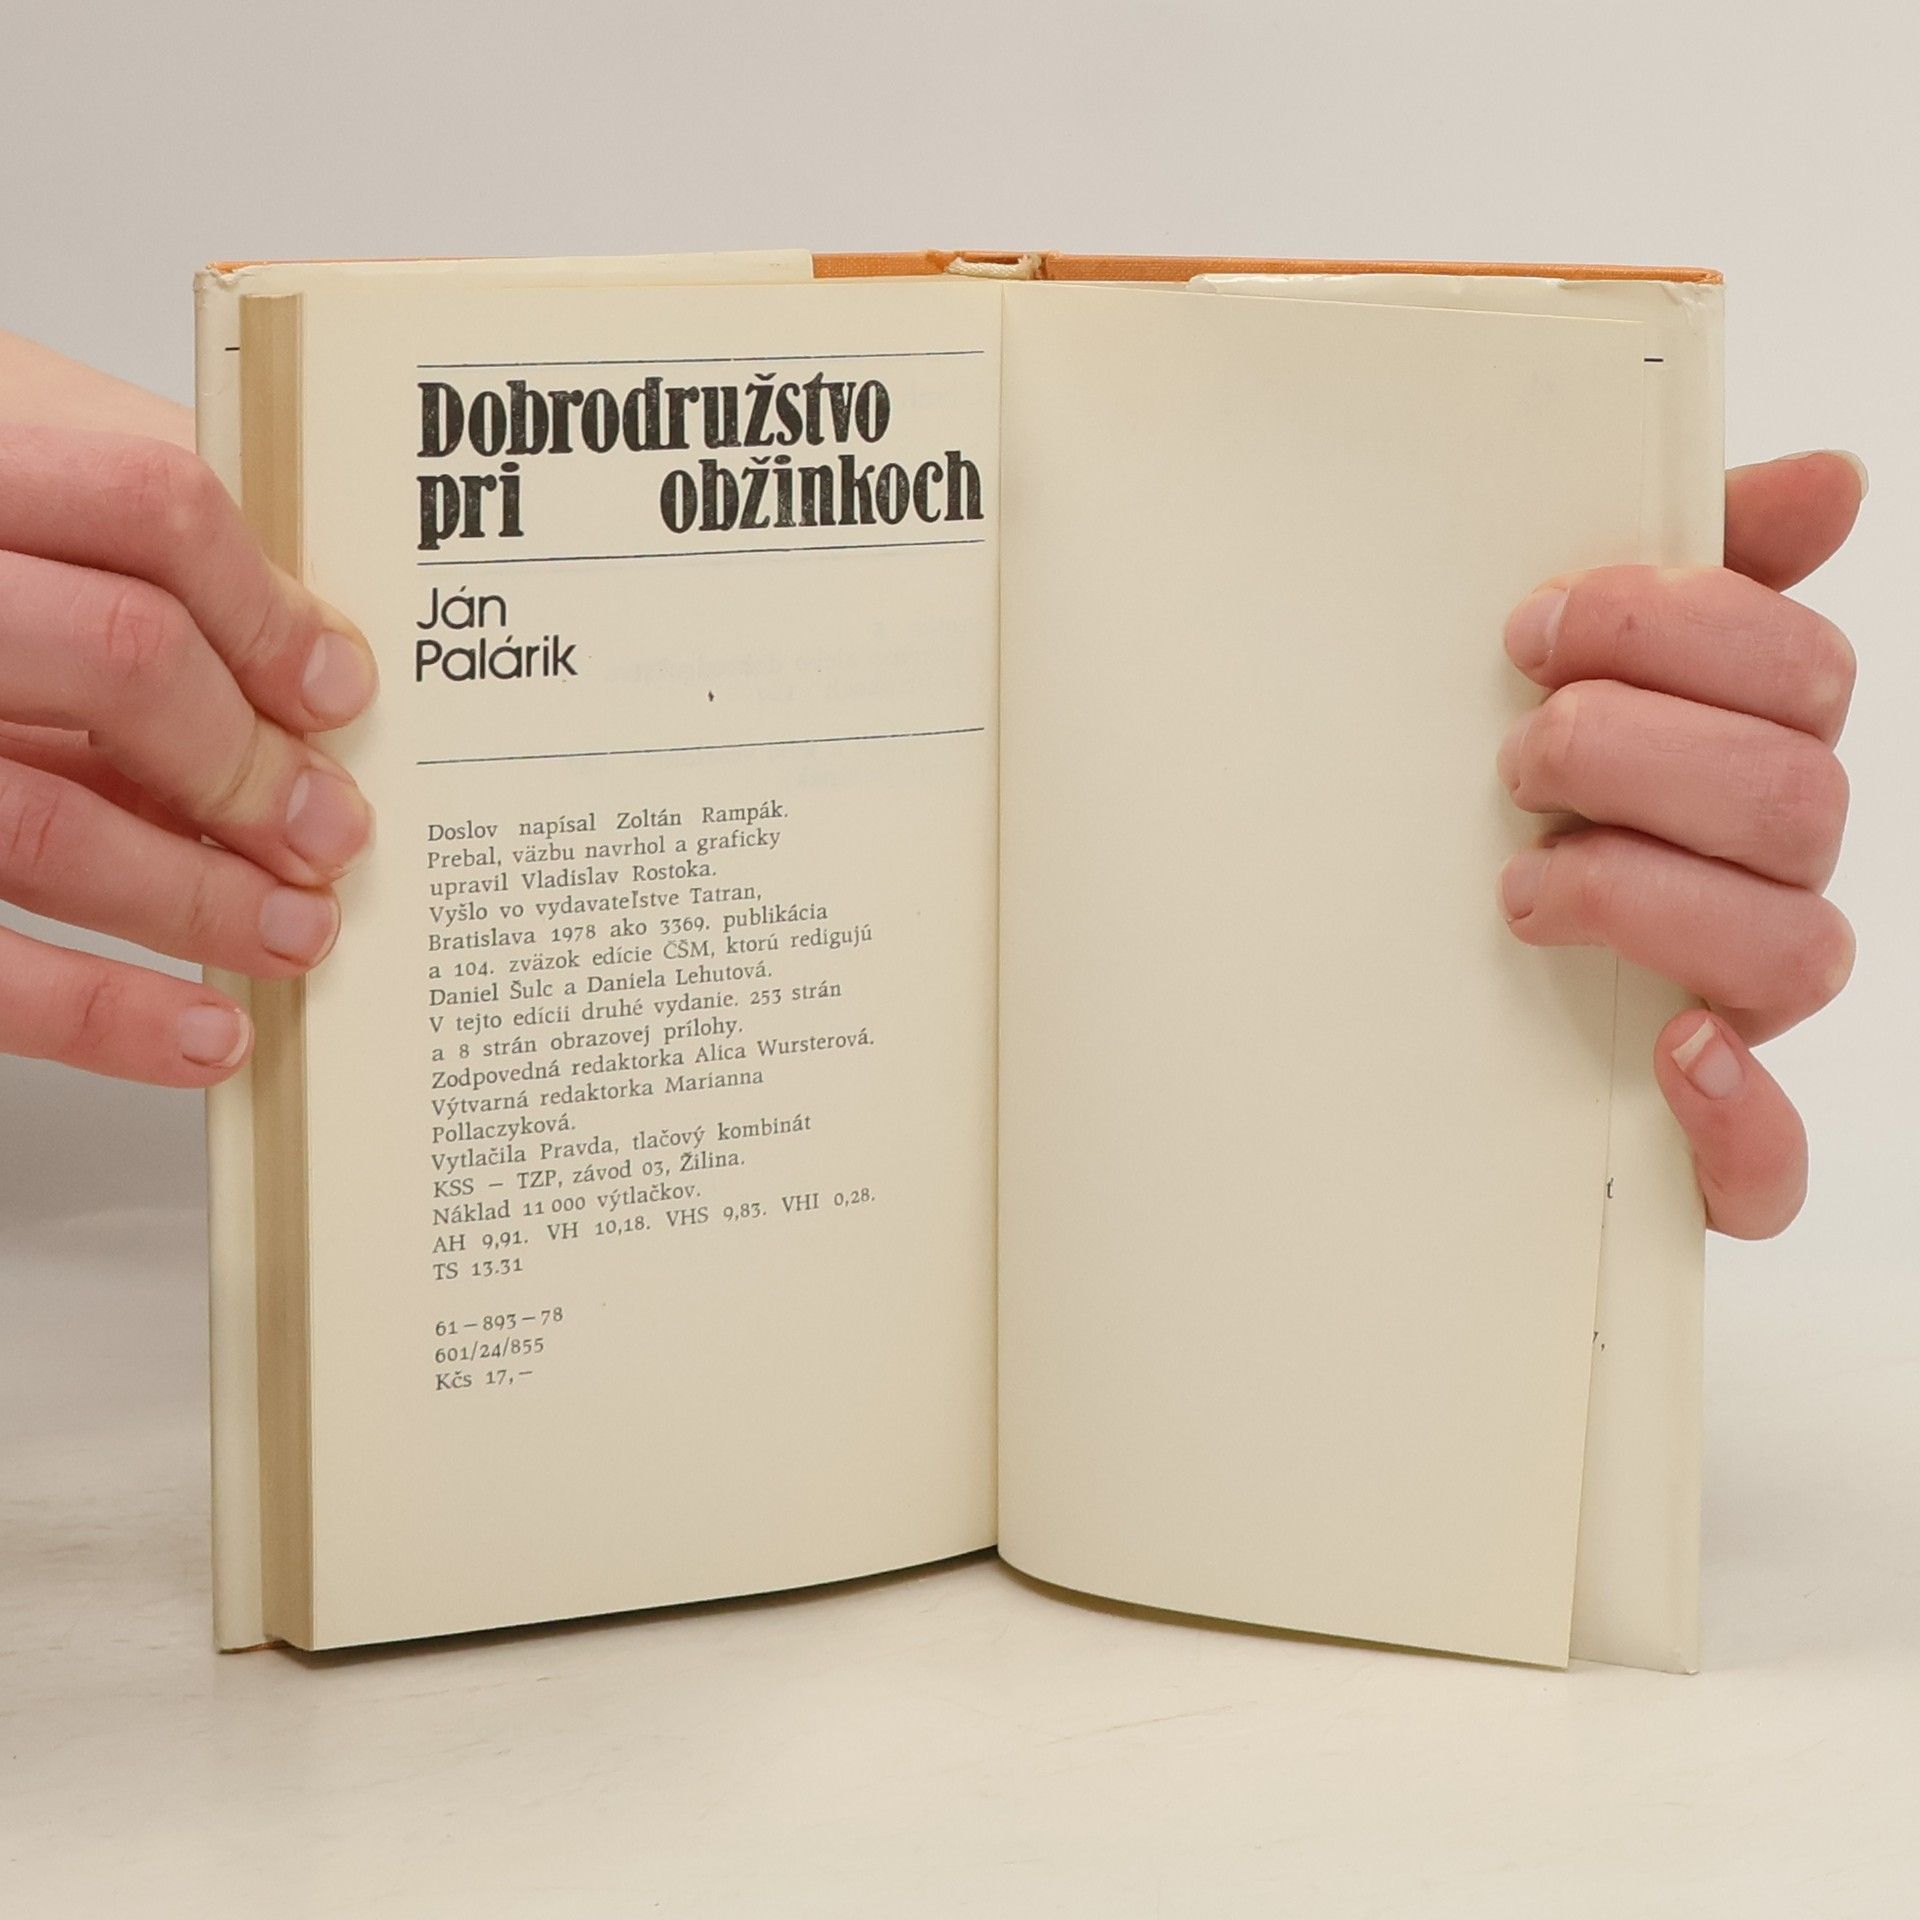 Dobrodružstvo
pri obžinkoch
Ján
Palárik
Doslov napísal Zoltán Rampák.
Prebal, väzbu navrhol a graficky
upravil Vladislav Rostoka.
Vyšlo vo vydavateľstve Tatran,
Bratislava 1978 ako 3369. publikácia
a 104. zväzok edície ČŠM, ktorú redigujú
Daniel Šulc a Daniela Lehutová.
V tejto edícii druhé vydanie. 253 strán
a 8 strán obrazovej prílohy.
Zodpovedná redaktorka Alica Wursterová.
Výtvarná redaktorka Marianna
Pollaczyková.
Vytlačila Pravda, tlačový kombinát
KSS – TZP, závod 03, Žilina.
Náklad 11 000 výtlačkov.
AH 9,91. VH 10,18. VHS 9,83. VHI 0,28.
TS 13.31
61–893–78
601/24/855
Kčs 17,–